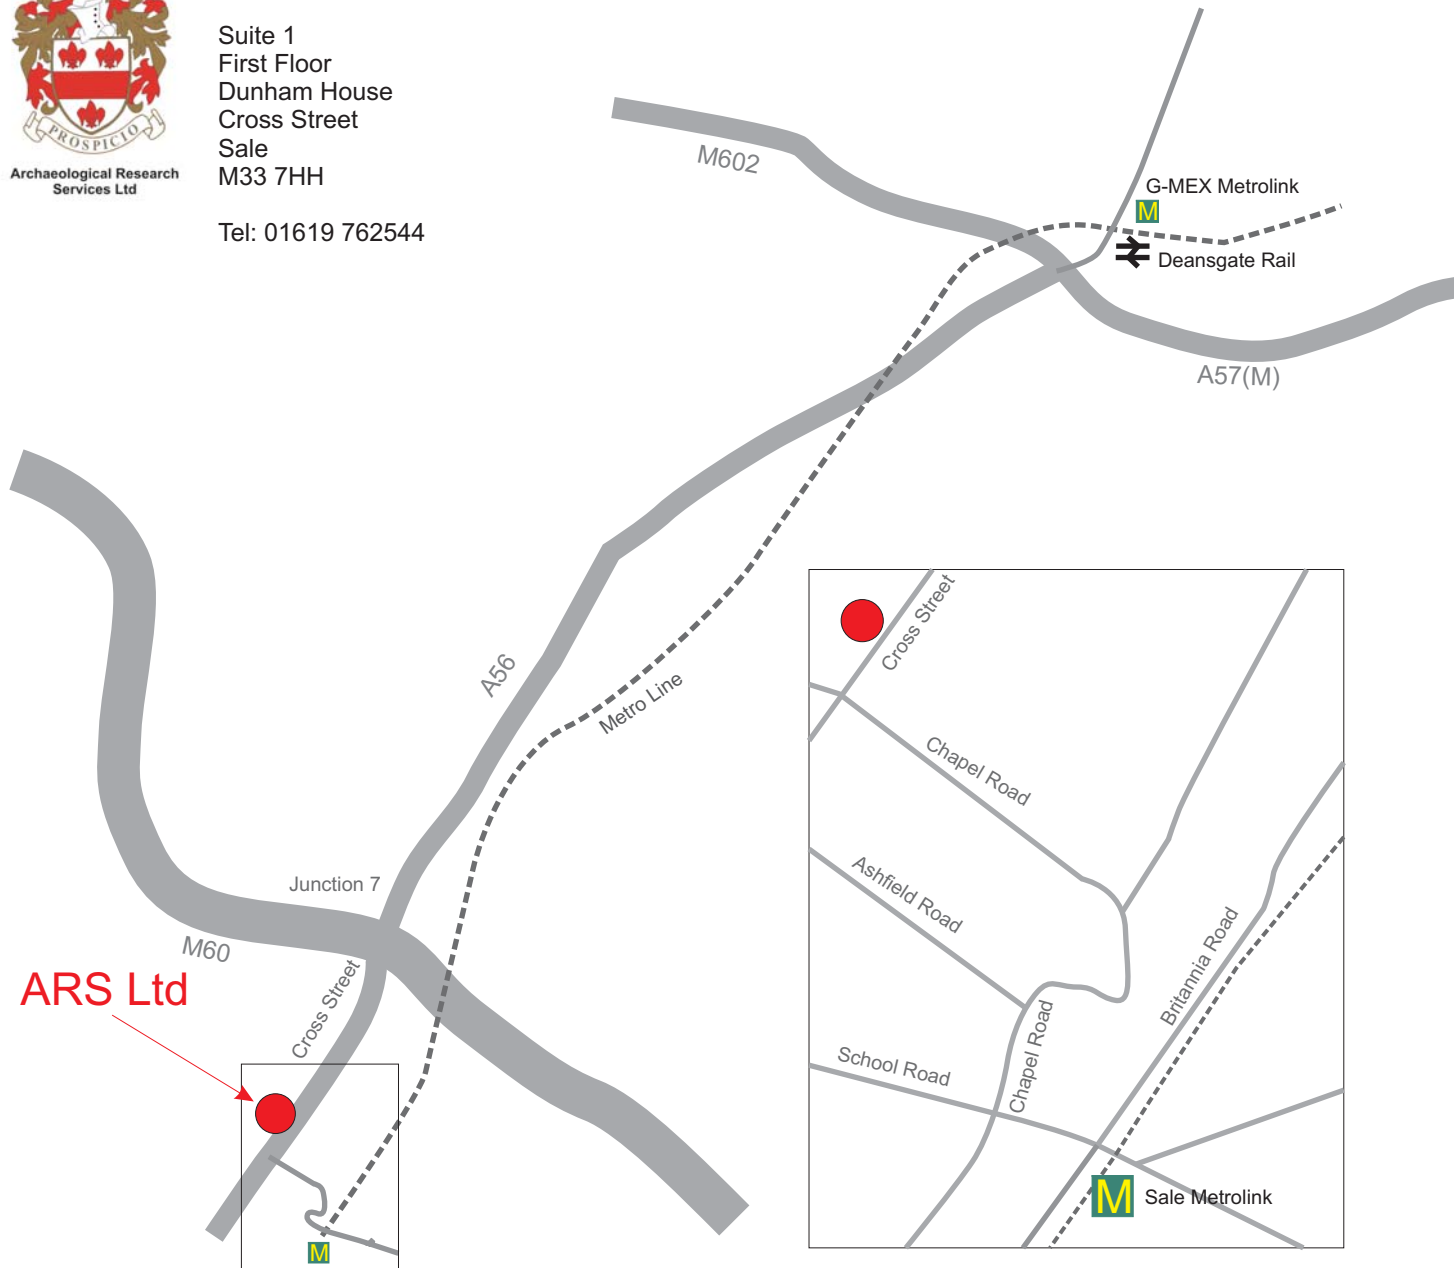 PROSPICIO
Archaeological Research
Services Ltd
Suite 1
First Floor
Dunham House
Cross Street
Sale
M33 7HH
Tel: 01619 762544
M602
G-MEX Metrolink
M
Deansgate Rail
A57(M)
A56
Metro Line
Junction 7
M60
ARS Ltd
Cross Street
M
Cross Street
Chapel Road
Ashfield Road
Britannia Road
School Road
Chapel Road
M
Sale Metrolink